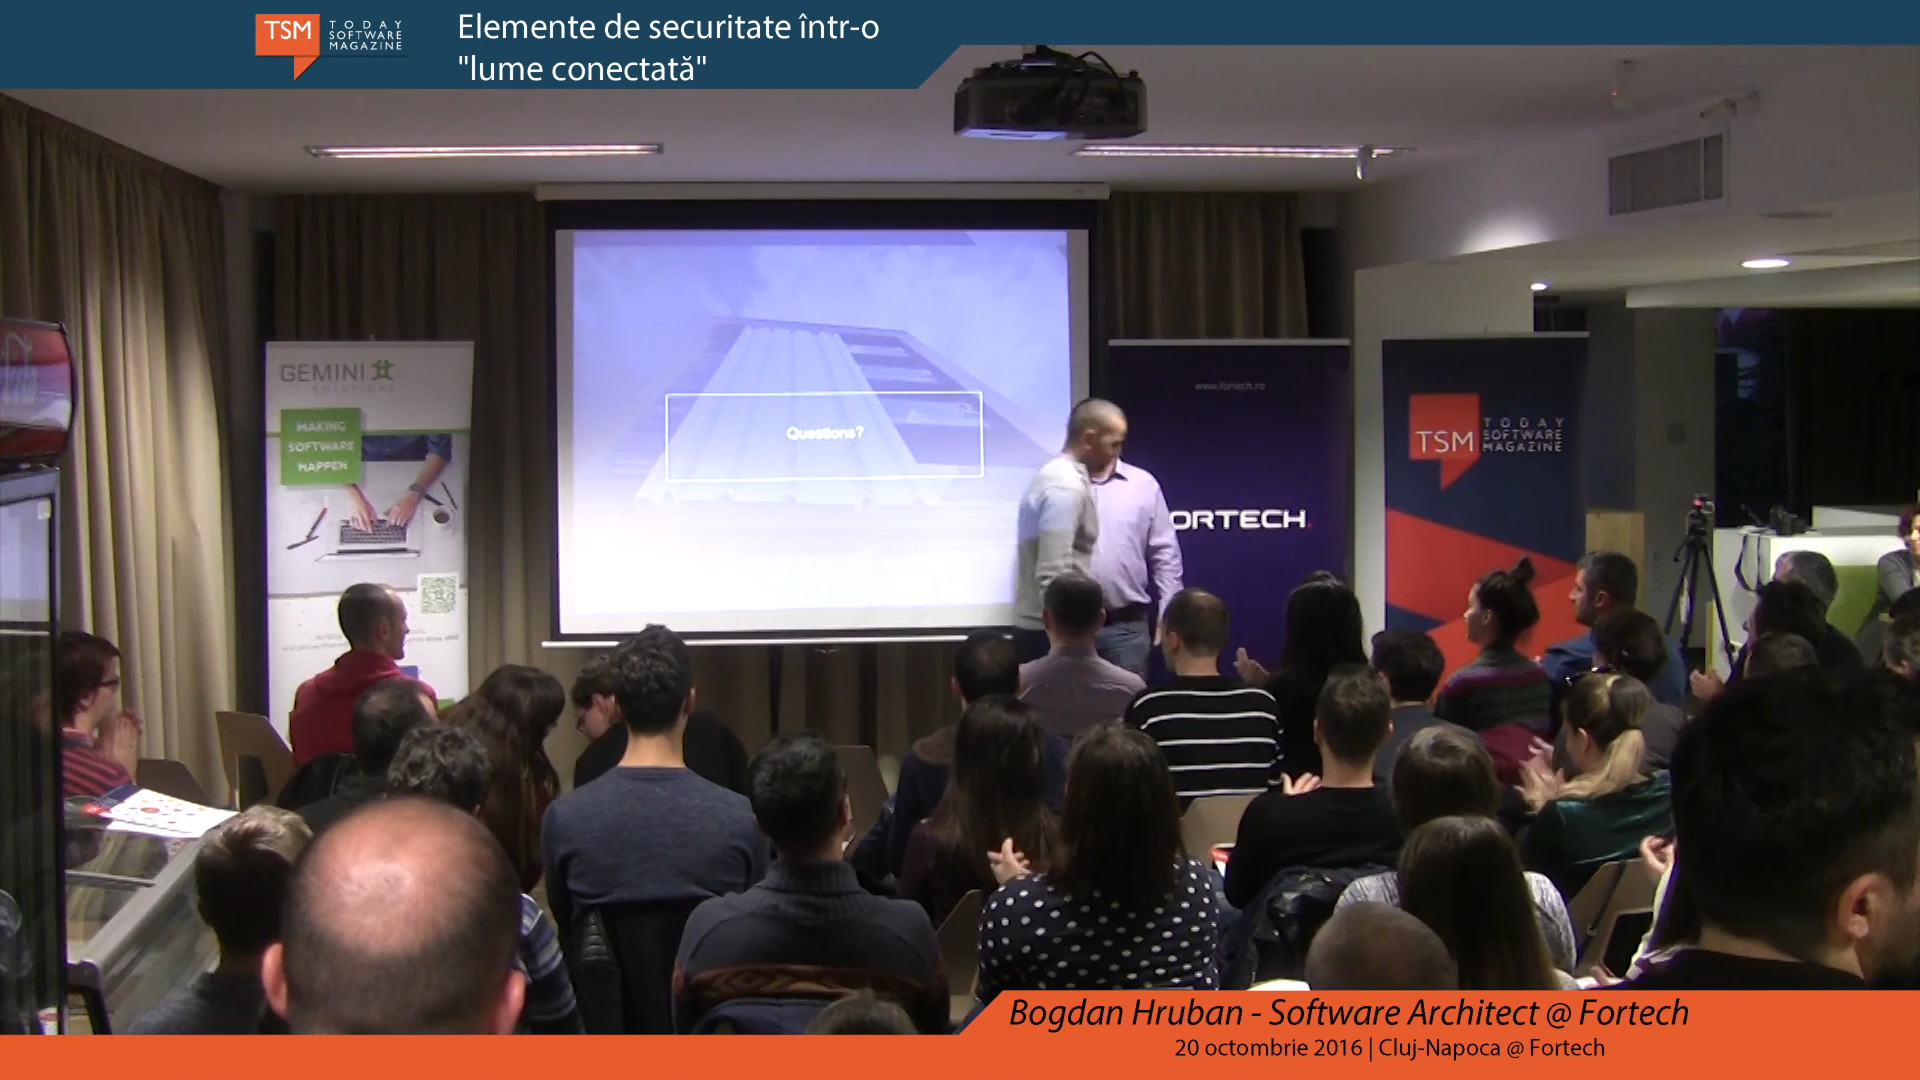 TSM
TODAY
SOFTWARE
MAGAZINE
Elemente de securitate într-o
"lume conectată"
GEMINI
SOLUTIONS
MAKING
SOFTWARE
HAPPEN
Questions?
www.fortech.ro
ORTECH
TSM
TODAY
SOFTWARE
MAGAZINE
Bogdan Hruban - Software Architect @ Fortech
20 octombrie 2016 | Cluj-Napoca @ Fortech